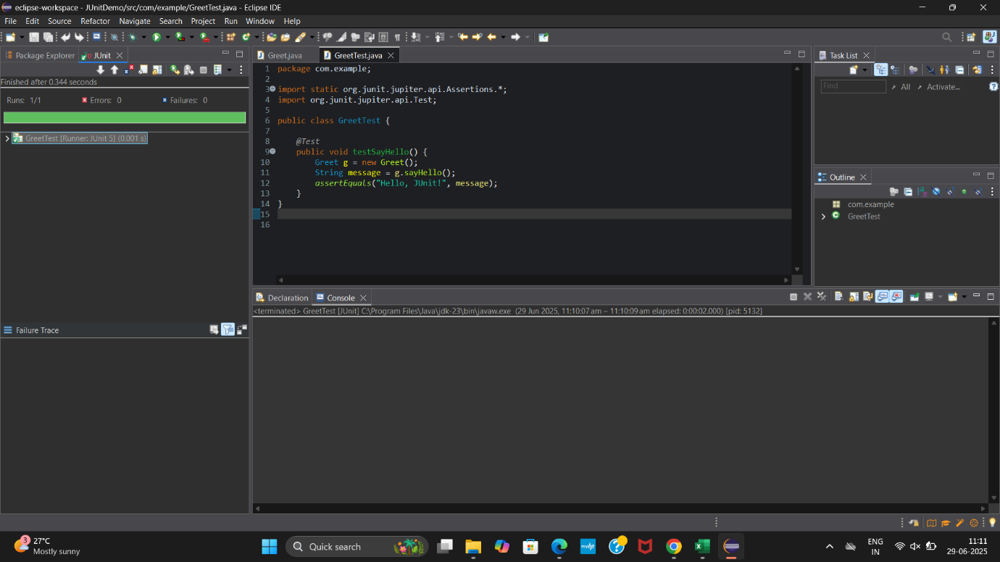 eclipse-workspace - JUnitDemo/src/com/example/GreetTest.java - Eclipse IDE
File Edit Source Refactor Navigate Search Project Run Window Help
Package Explorer JUnit
Finished after 0.344 seconds
Runs: 1/1 Errors: 0 Failures: 0
GreetTest [Runner: JUnit 5] (0.001 s)
Failure Trace
Greet.java GreetTest.java
1 package com.example;
2
3 import static org.junit.jupiter.api.Assertions.*;
4 import org.junit.jupiter.api.Test;
5
6 public class GreetTest {
7
8 @Test
9 public void testSayHello() {
10 Greet g = new Greet();
11 String message = g.sayHello();
12 assertEquals("Hello, JUnit!", message);
13 }
14 }
15
16
Task List
Find All Activate...
Outline
com.example
GreetTest
Declaration Console
<terminated> GreetTest [JUnit] C:\Program Files\Java\jdk-23\bin\javaw.exe (29 Jun 2025, 11:10:07 am – 11:10:09 am elapsed: 0:00:02.000) [pid: 5132]
3
27°C
Mostly sunny
Quick search
myhp
ENG
IN
11:11
29-06-2025